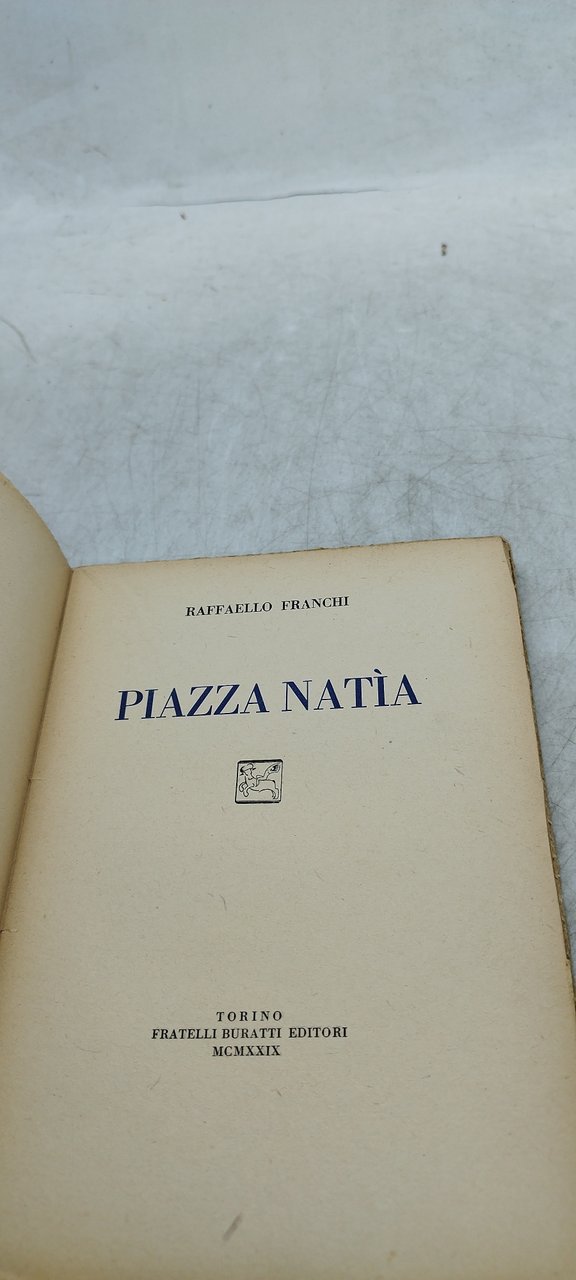 RAFFAELLO FRANCHI
PIAZZA NATÌA
TORINO
FRATELLI BURATTI EDITORI
MCMXXIX